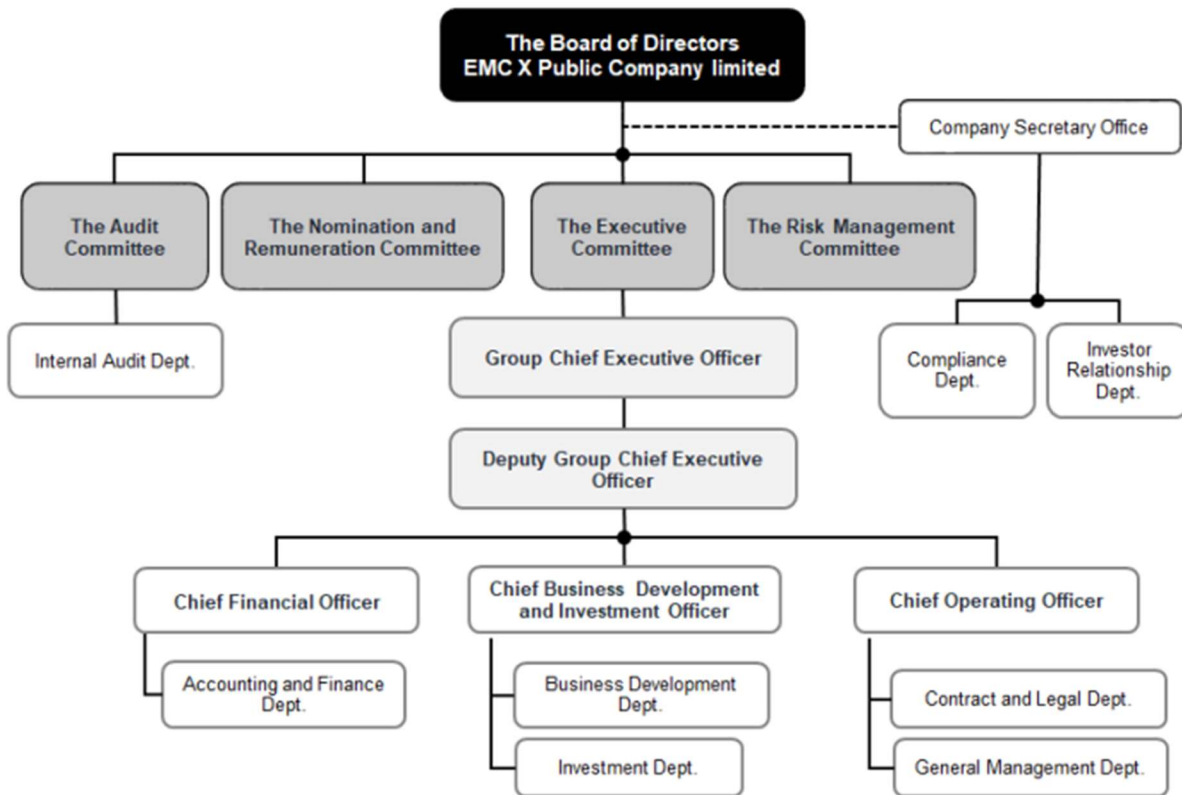 The Board of Directors
EMC X Public Company limited
Company Secretary Office
The Audit
Committee
The Nomination and
Remuneration Committee
The Executive
Committee
The Risk Management
Committee
Internal Audit Dept.
Group Chief Executive Officer
Compliance
Dept.
Investor
Relationship
Dept.
Deputy Group Chief Executive
Officer
Chief Financial Officer
Chief Business Development
and Investment Officer
Chief Operating Officer
Accounting and Finance
Dept.
Business Development
Dept.
Contract and Legal Dept.
Investment Dept.
General Management Dept.